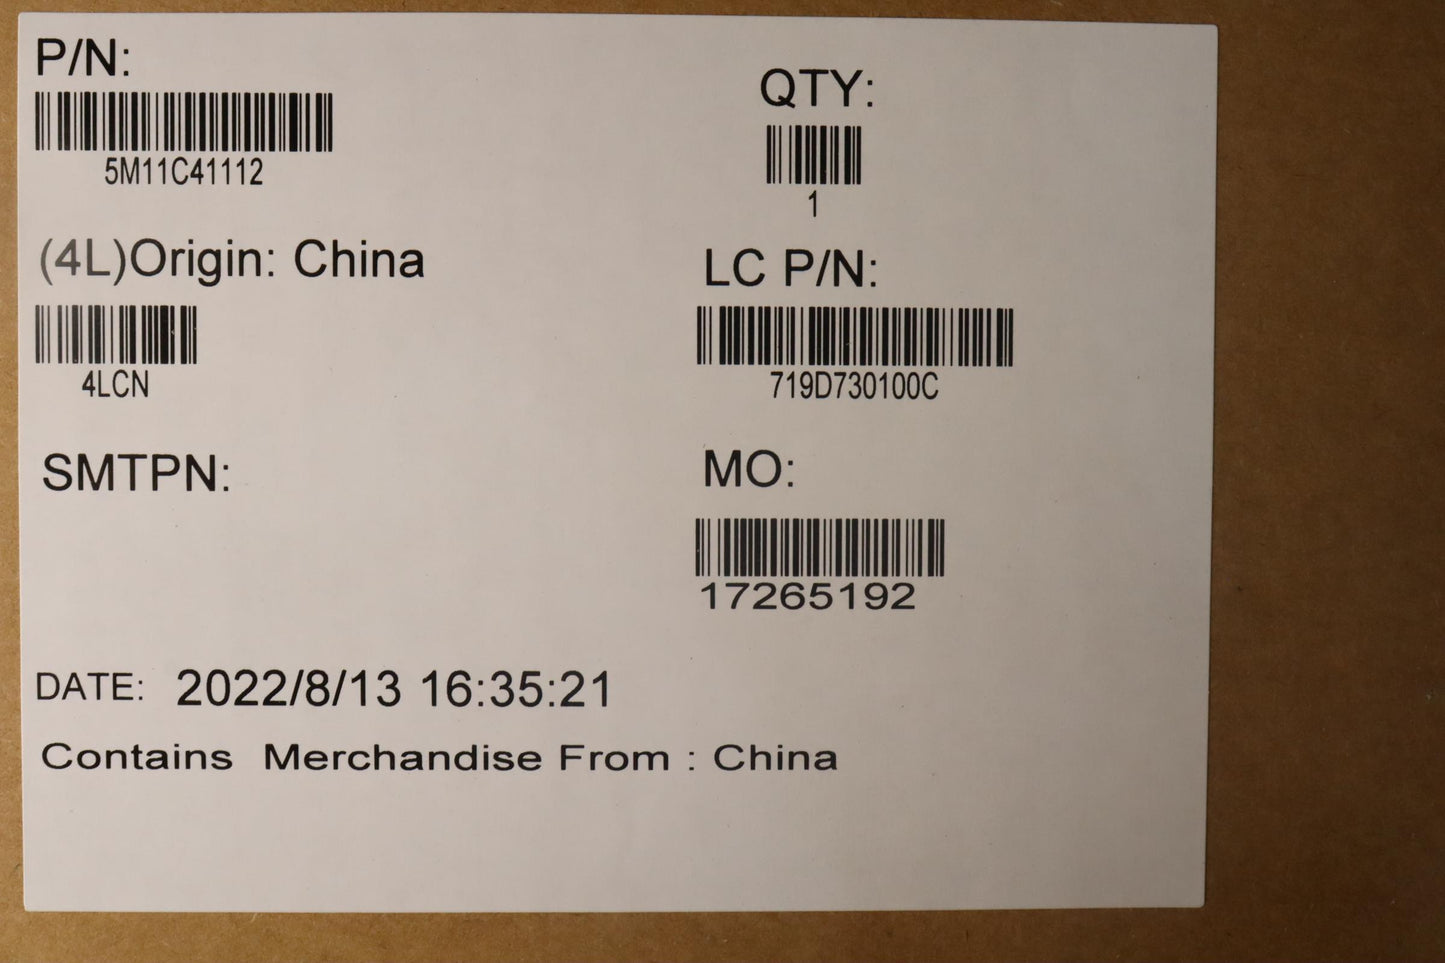 P/N:
5M11C41112
QTY:
1
(4L)Origin: China
4LCN
LC P/N:
719D730100C
SMTPN:
MO:
17265192
DATE: 2022/8/13 16:35:21
Contains Merchandise From : China